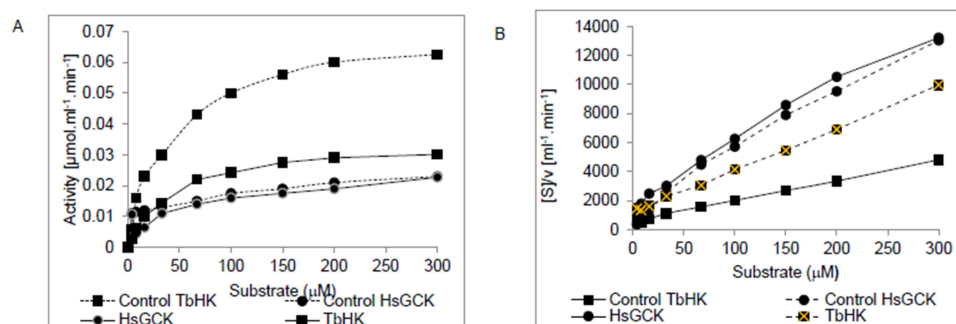 A
Activity [µmol.ml⁻¹.min⁻¹]
0.07
0.06
0.05
0.04
0.03
0.02
0.01
0
0 50 100 150 200 250 300
Substrate (µM)
Control TbHK
Control HsGCK
HsGCK
TbHK
B
[S]/v [ml⁻¹.min⁻¹]
14000
12000
10000
8000
6000
4000
2000
0
0 50 100 150 200 250 300
Substrate (µM)
Control TbHK
Control HsGCK
HsGCK
TbHK